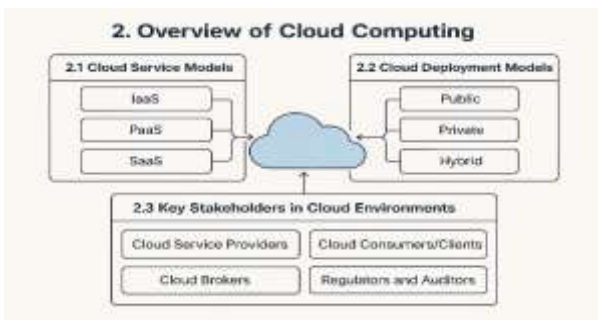 2. Overview of Cloud Computing
2.1 Cloud Service Models
IaaS
PaaS
SaaS
2.2 Cloud Deployment Models
Public
Private
Hybrid
2.3 Key Stakeholders in Cloud Environments
Cloud Service Providers
Cloud Consumers/Clients
Cloud Brokers
Regulators and Auditors